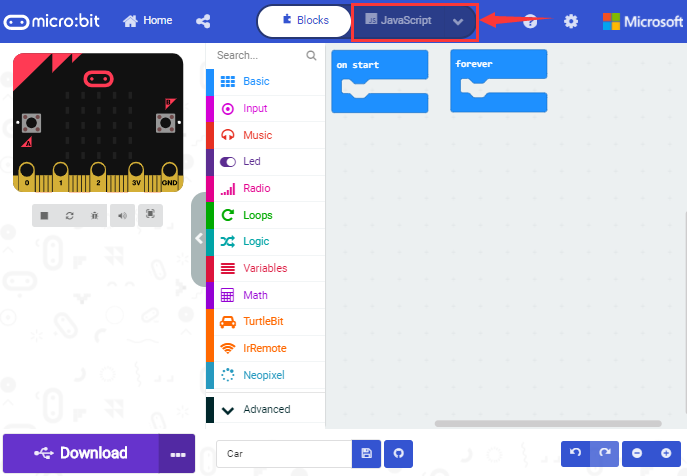 micro:bit
Home
Blocks
JavaScript
?
Microsoft
B
A
0 1 2 3V GND
Search...
Basic
Input
Music
Led
Radio
Loops
Logic
Variables
Math
TurtleBit
IrRemote
Neopixel
Advanced
on start
forever
Download
...
Car